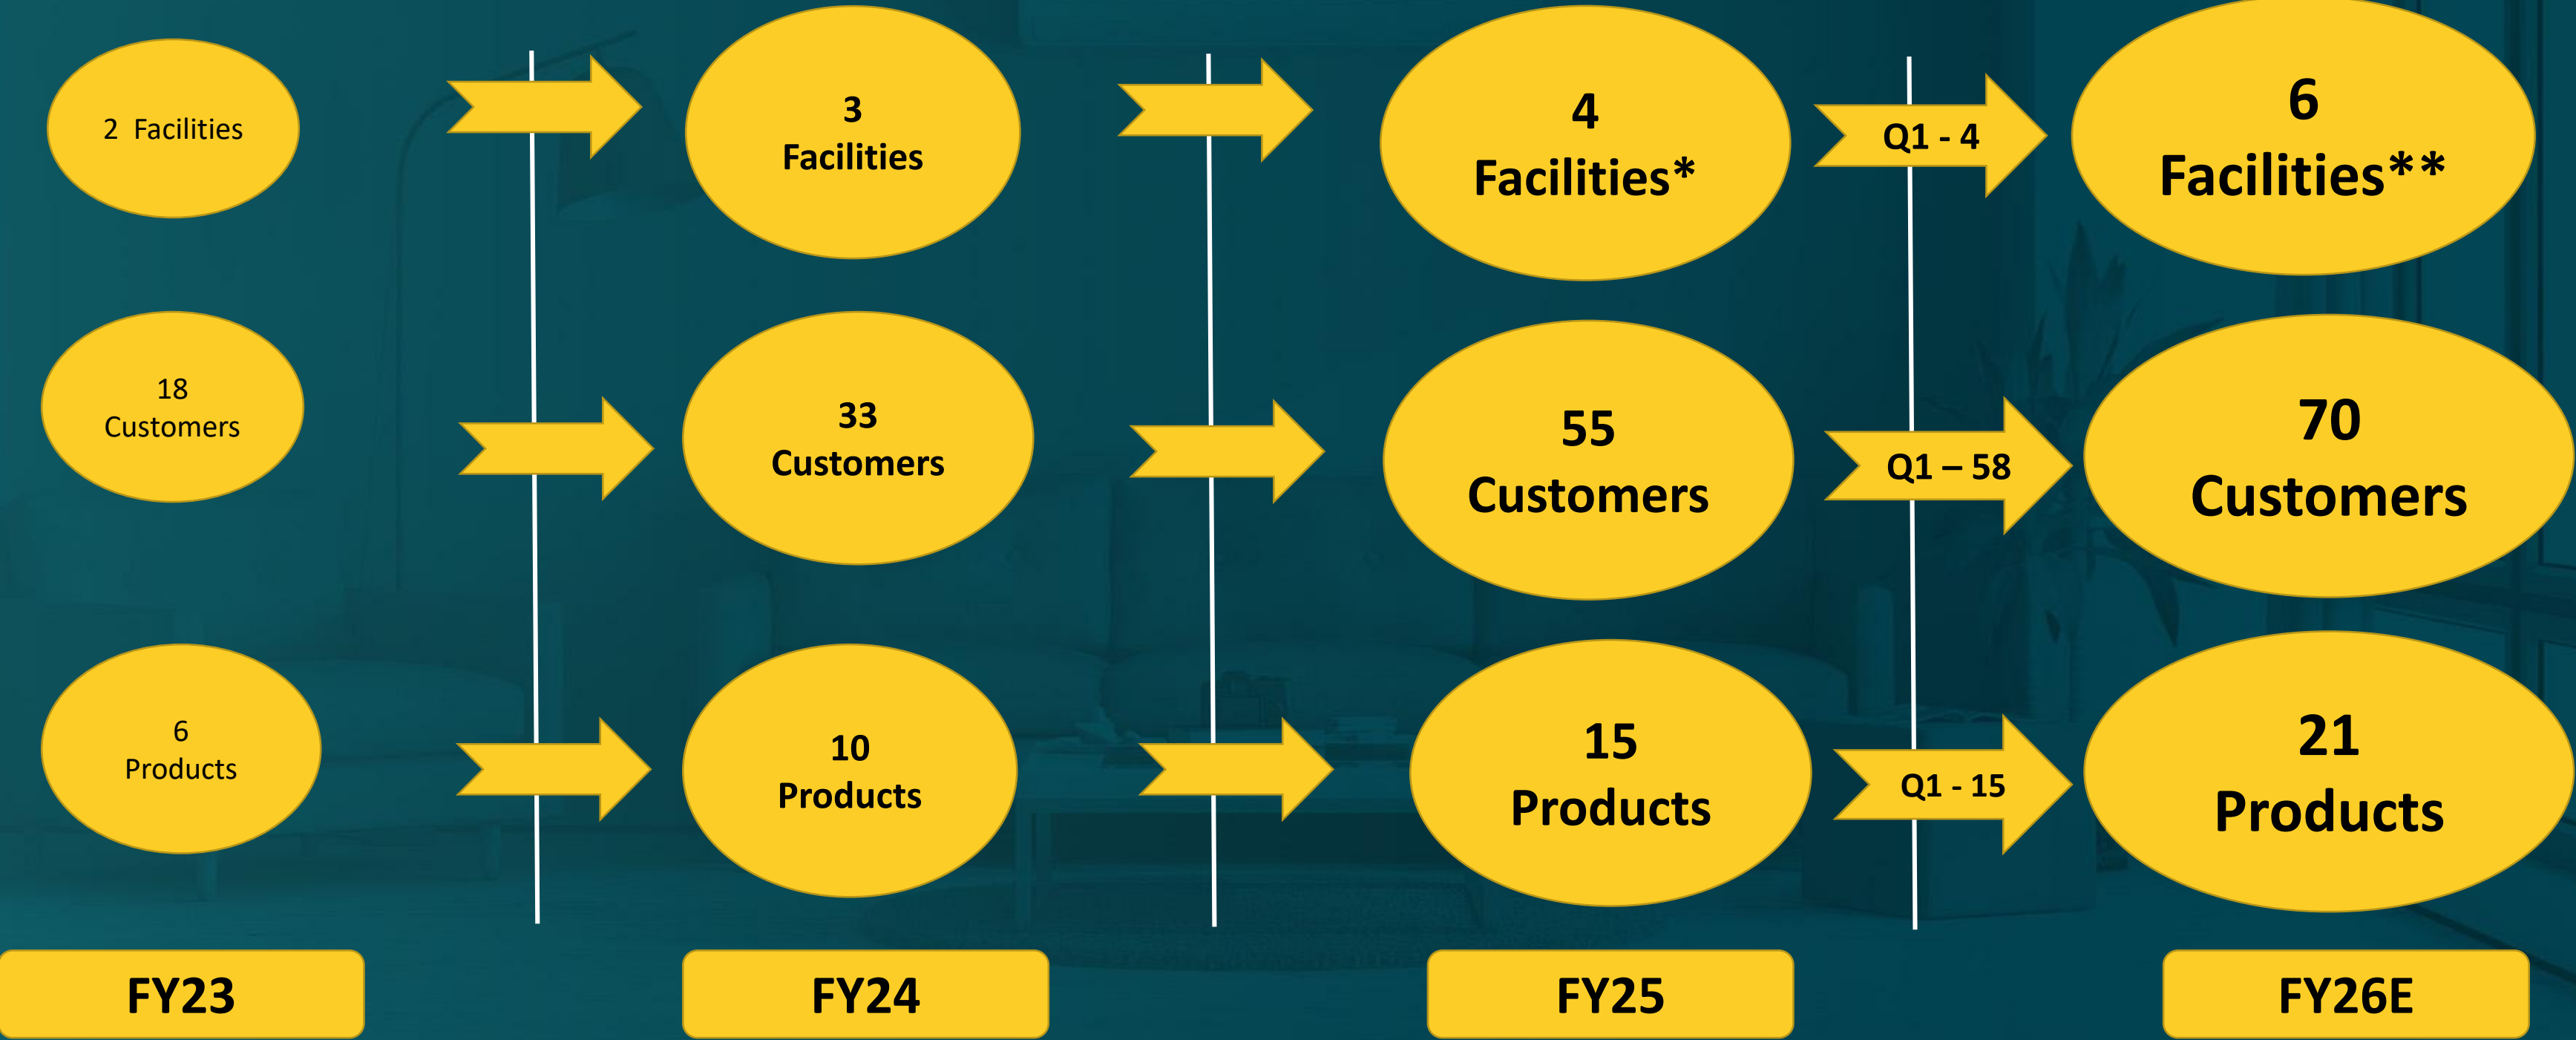 2  Facilities
3
Facilities
4
Facilities*
Q1 - 4
6
Facilities**
18
Customers
33
Customers
55
Customers
Q1 – 58
70
Customers
6
Products
10
Products
15
Products
Q1 - 15
21
Products
FY23
FY24
FY25
FY26E